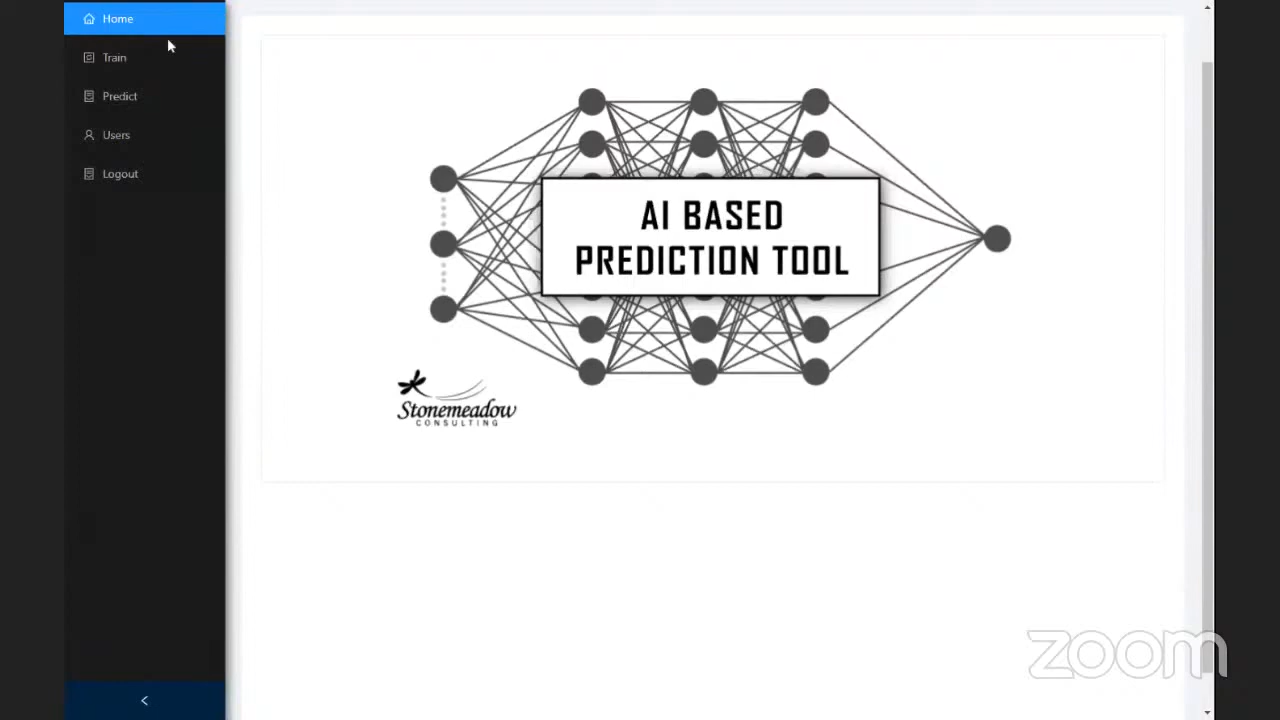 Home
Train
Predict
Users
Logout
AI BASED
PREDICTION TOOL
Stonemeadow
CONSULTING
zoom